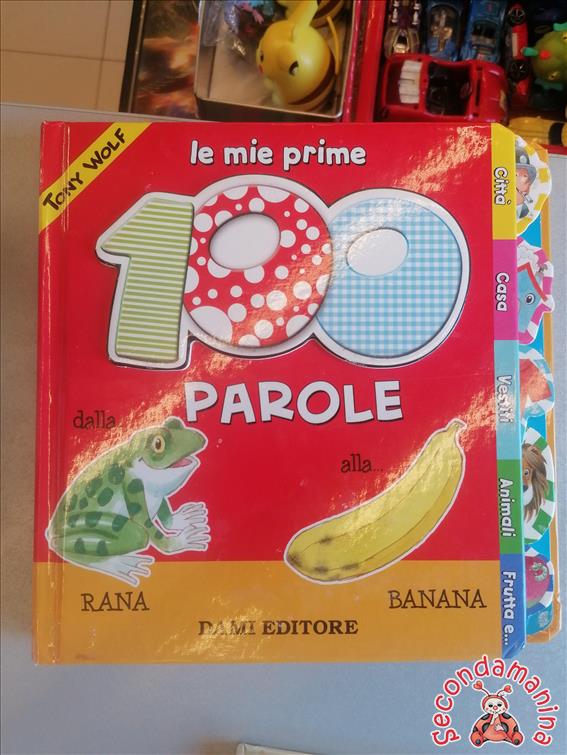 TONY WOLF
le mie prime
100
PAROLE
dalla...
alla...
RANA
BANANA
DAMI EDITORE
Città
Casa
Vestiti
Animali
Frutta e...
Secondamanina